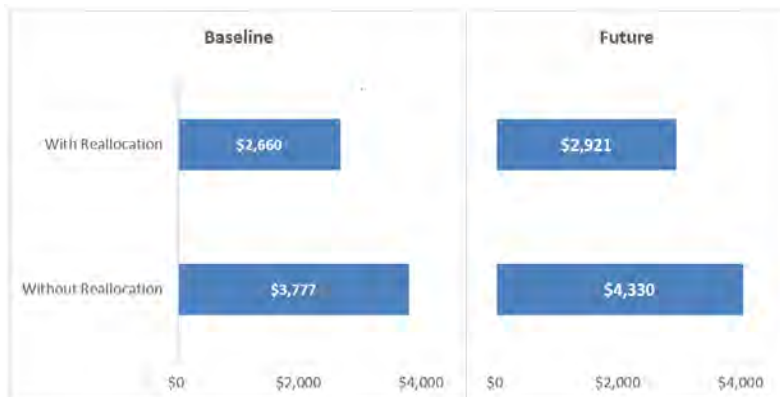 Baseline
Future
With Reallocation
$2,660
$2,921
Without Reallocation
$3,777
$4,330
$0
$2,000
$4,000
$0
$2,000
$4,000